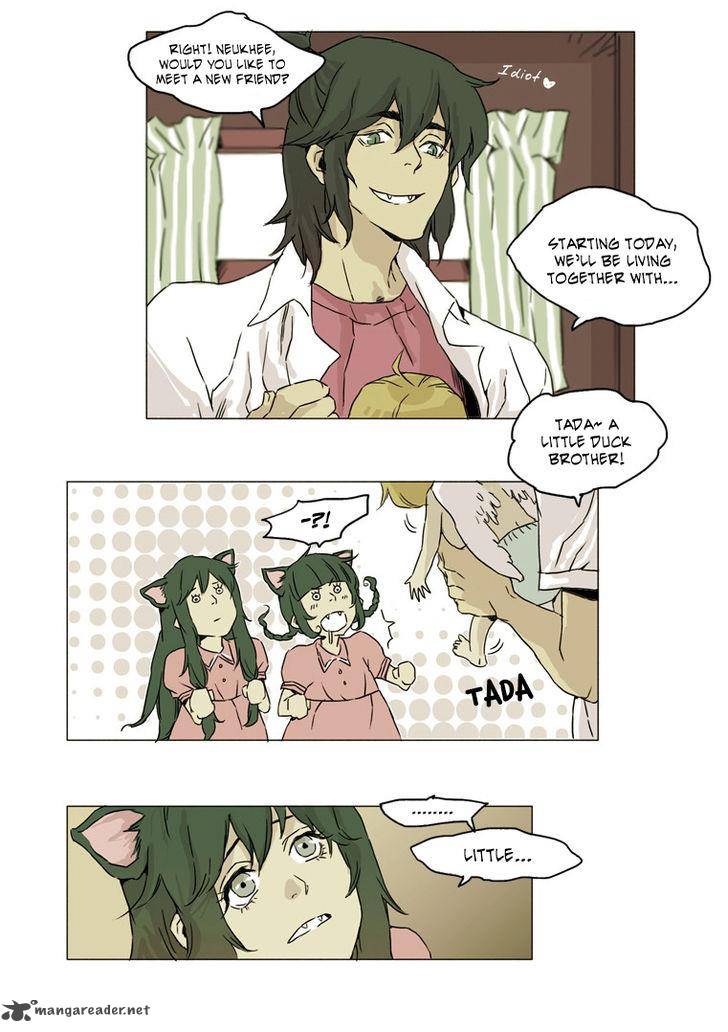 RIGHT! NEUKHEE,
WOULD YOU LIKE TO
MEET A NEW FRIEND?
Idiot
STARTING TODAY,
WE'LL BE LIVING
TOGETHER WITH...
TADA~ A
LITTLE DUCK
BROTHER!
-?!
TADA
........
LITTLE...
mangareader.net